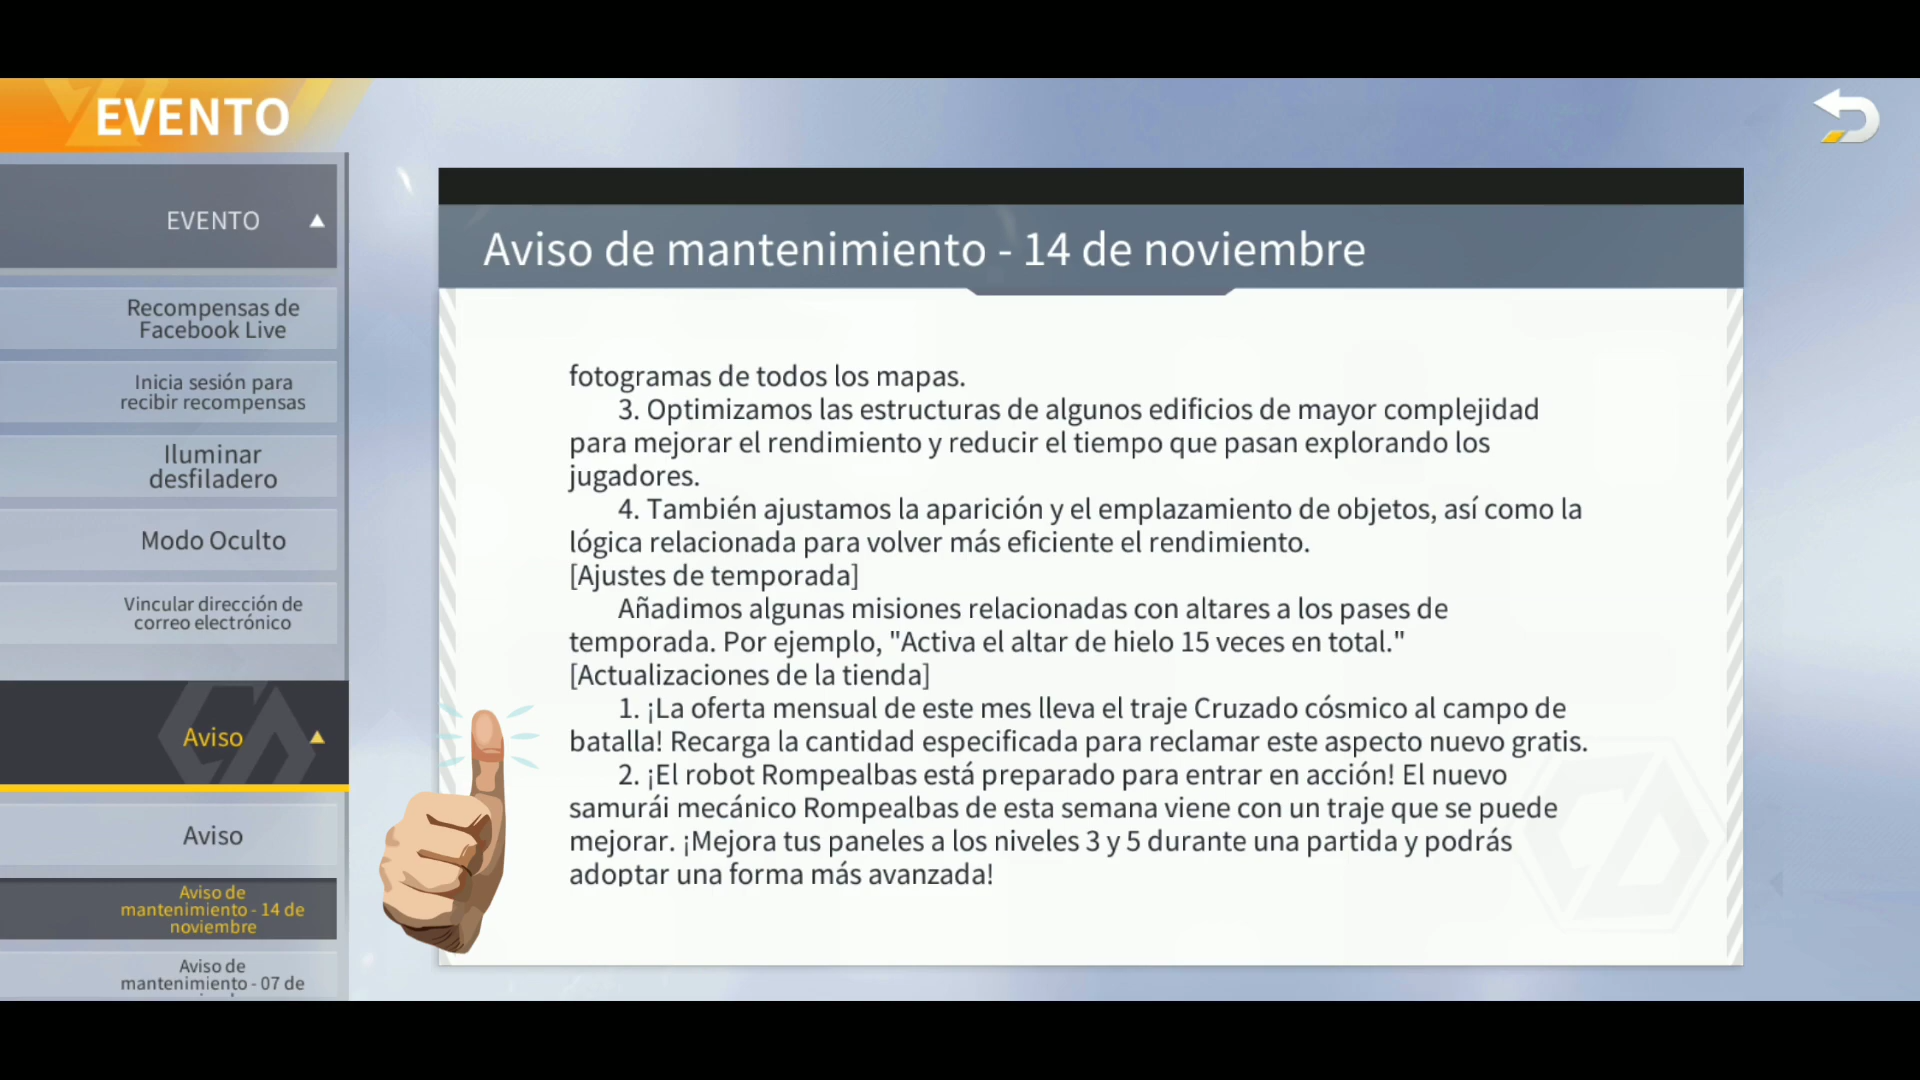 EVENTO
EVENTO
Recompensas de
Facebook Live
Inicia sesión para
recibir recompensas
Iluminar
desfiladero
Modo Oculto
Vincular dirección de
correo electrónico
Aviso
Aviso
Aviso de
mantenimiento - 14 de
noviembre
Aviso de
mantenimiento - 07 de
Aviso de mantenimiento - 14 de noviembre
fotogramas de todos los mapas.
3. Optimizamos las estructuras de algunos edificios de mayor complejidad
para mejorar el rendimiento y reducir el tiempo que pasan explorando los
jugadores.
4. También ajustamos la aparición y el emplazamiento de objetos, así como la
lógica relacionada para volver más eficiente el rendimiento.
[Ajustes de temporada]
Añadimos algunas misiones relacionadas con altares a los pases de
temporada. Por ejemplo, "Activa el altar de hielo 15 veces en total."
[Actualizaciones de la tienda]
1. ¡La oferta mensual de este mes lleva el traje Cruzado cósmico al campo de
batalla! Recarga la cantidad especificada para reclamar este aspecto nuevo gratis.
2. ¡El robot Rompealbas está preparado para entrar en acción! El nuevo
samurái mecánico Rompealbas de esta semana viene con un traje que se puede
mejorar. ¡Mejora tus paneles a los niveles 3 y 5 durante una partida y podrás
adoptar una forma más avanzada!